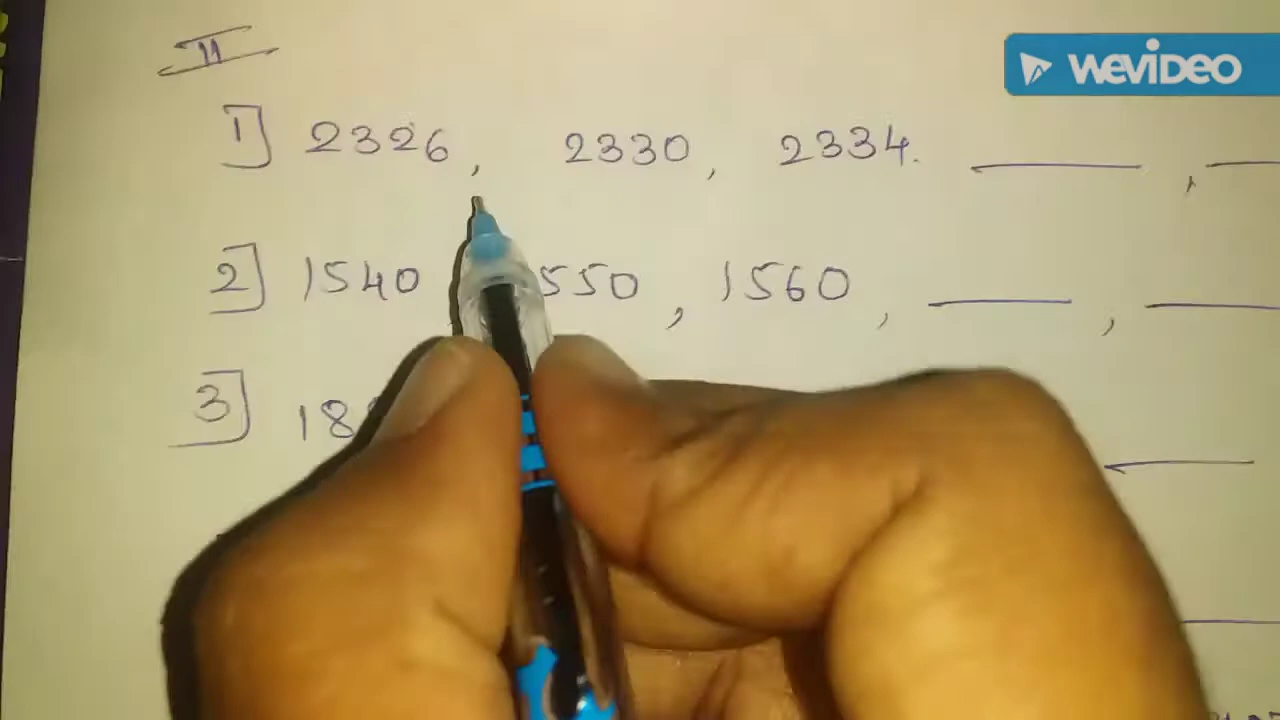 II
WEVIDEO
1] 2326, 2330, 2334. ____, ____
2] 1540 550, 1560, ____, ____
3] 18